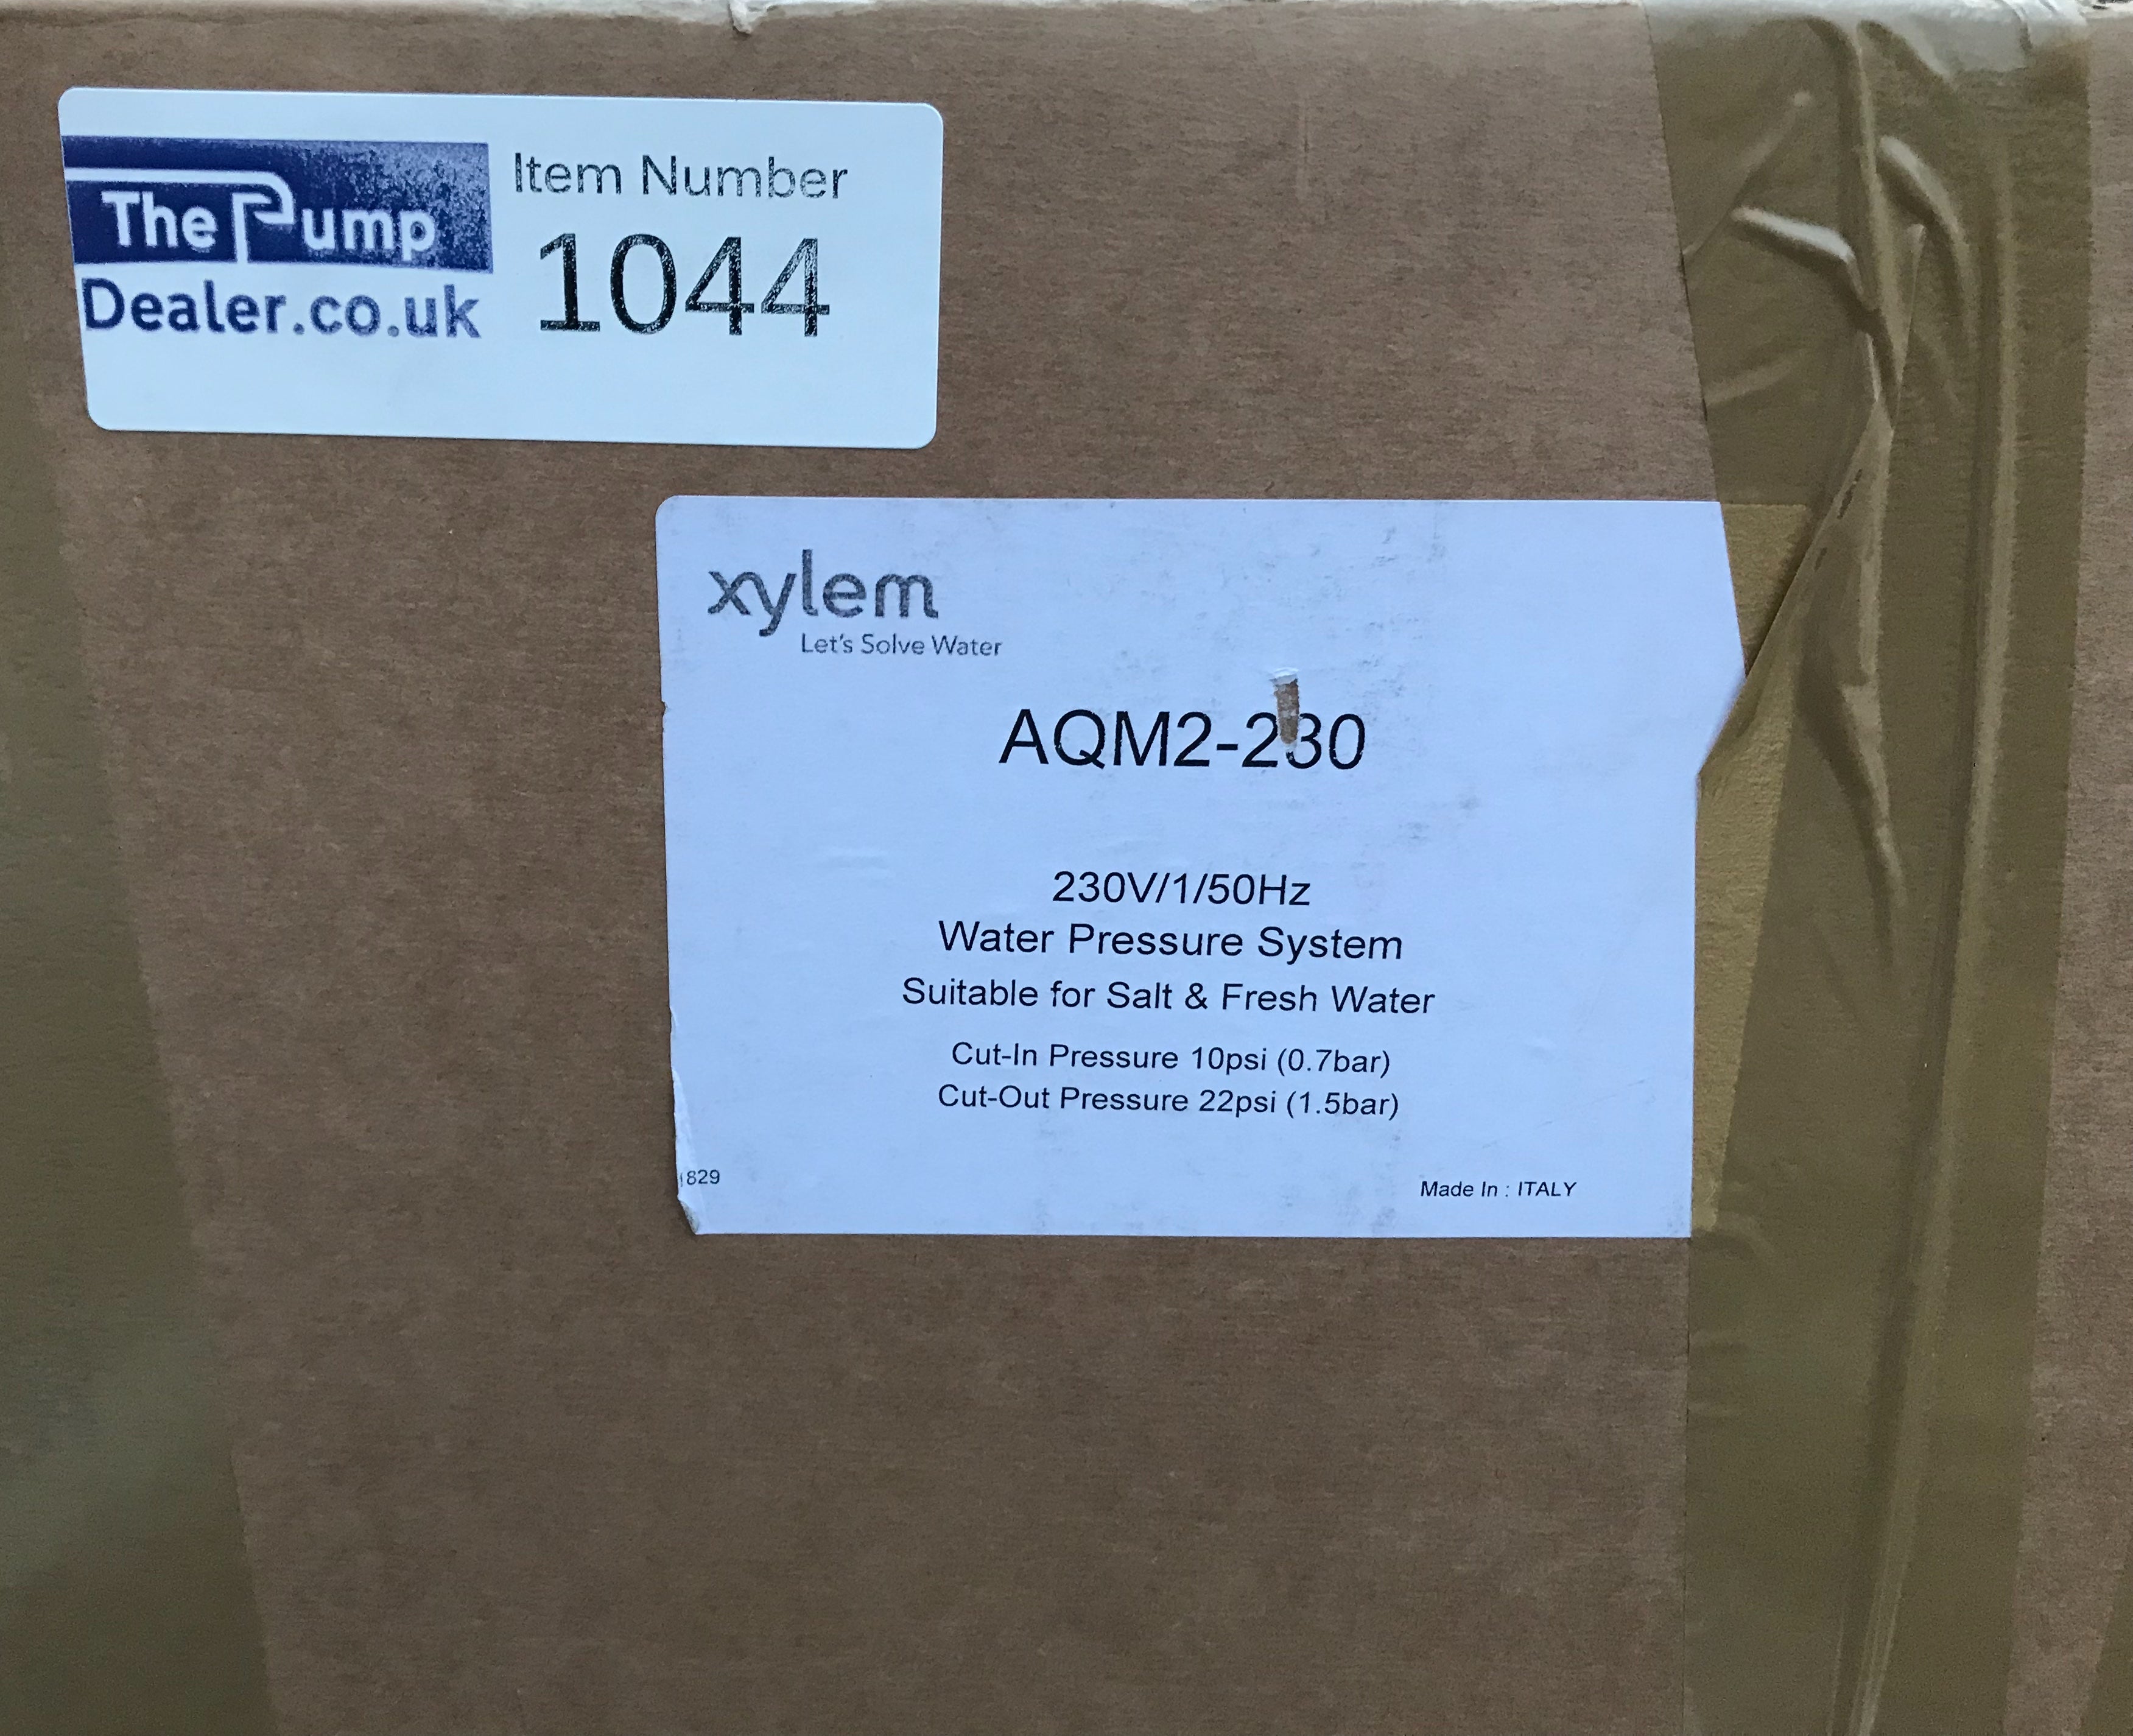 The Pump
Dealer.co.uk
Item Number
1044
xylem
Let's Solve Water
AQM2-230
230V/1/50Hz
Water Pressure System
Suitable for Salt & Fresh Water
Cut-In Pressure 10psi (0.7bar)
Cut-Out Pressure 22psi (1.5bar)
829
Made In : ITALY